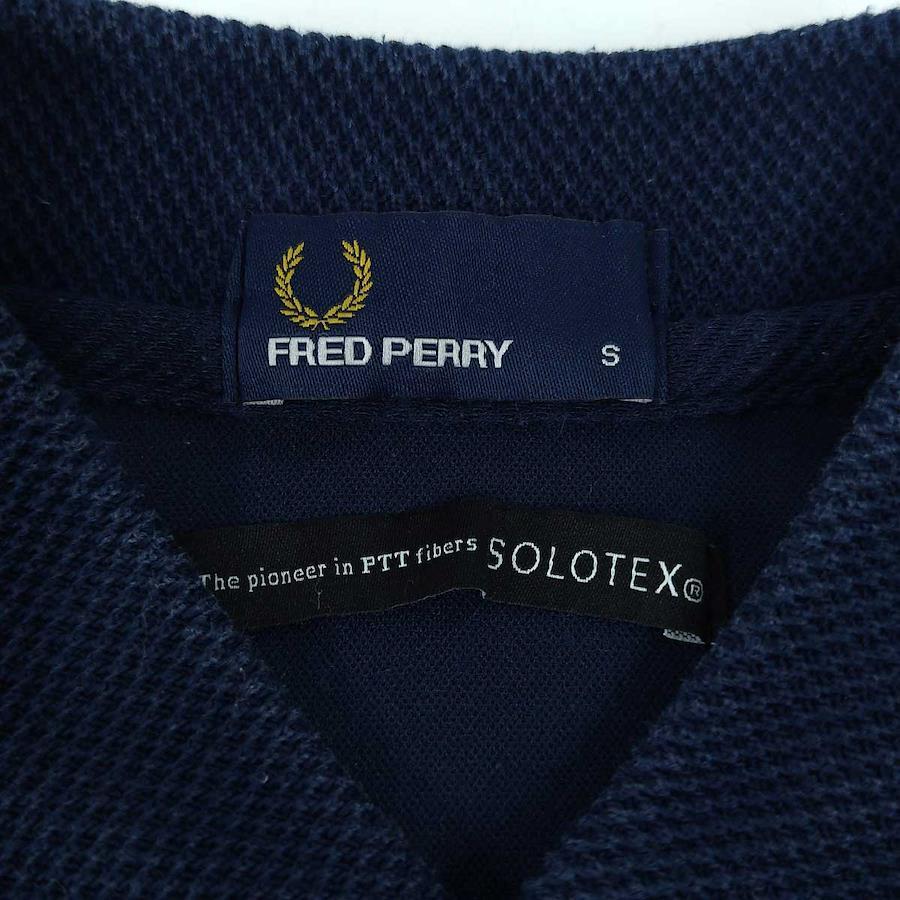 FRED PERRY S
The pioneer in PTT fibers SOLOTEX®